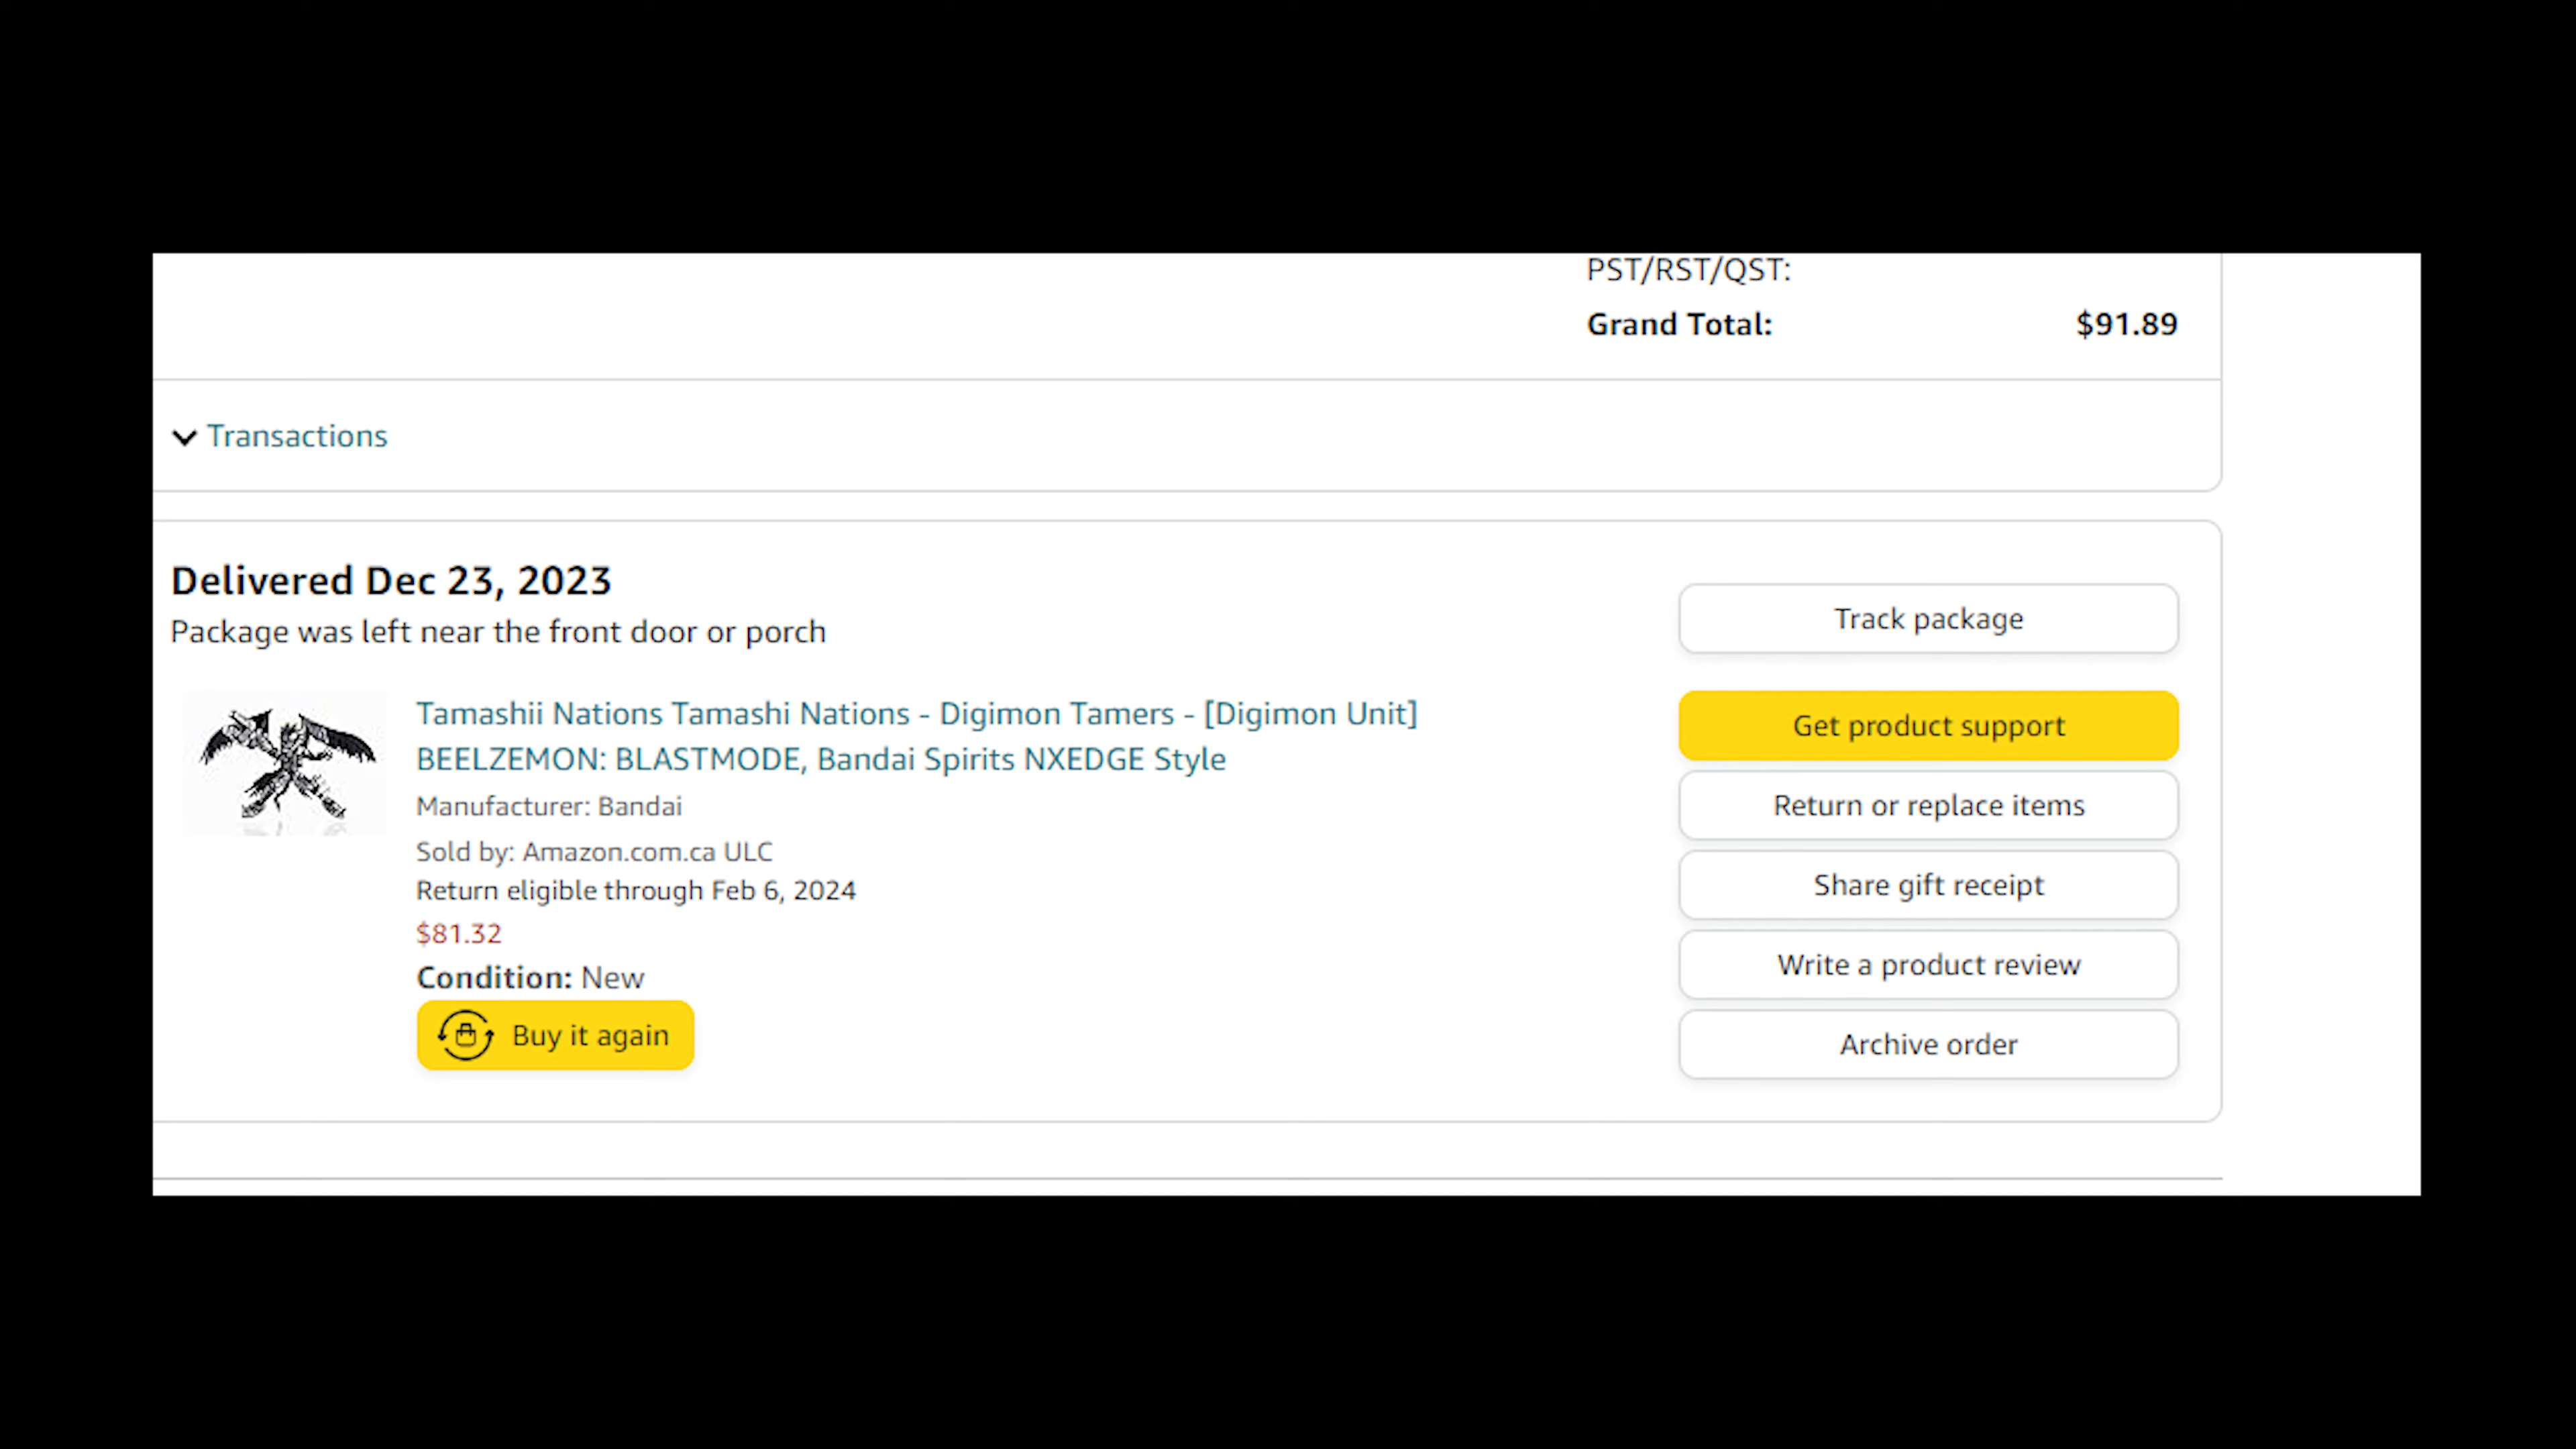 PST/RST/QST:
Grand Total: $91.89
Transactions
Delivered Dec 23, 2023
Package was left near the front door or porch
Track package
Tamashii Nations Tamashi Nations - Digimon Tamers - [Digimon Unit]
BEELZEMON: BLASTMODE, Bandai Spirits NXEDGE Style
Manufacturer: Bandai
Sold by: Amazon.com.ca ULC
Return eligible through Feb 6, 2024
$81.32
Condition: New
Buy it again
Get product support
Return or replace items
Share gift receipt
Write a product review
Archive order